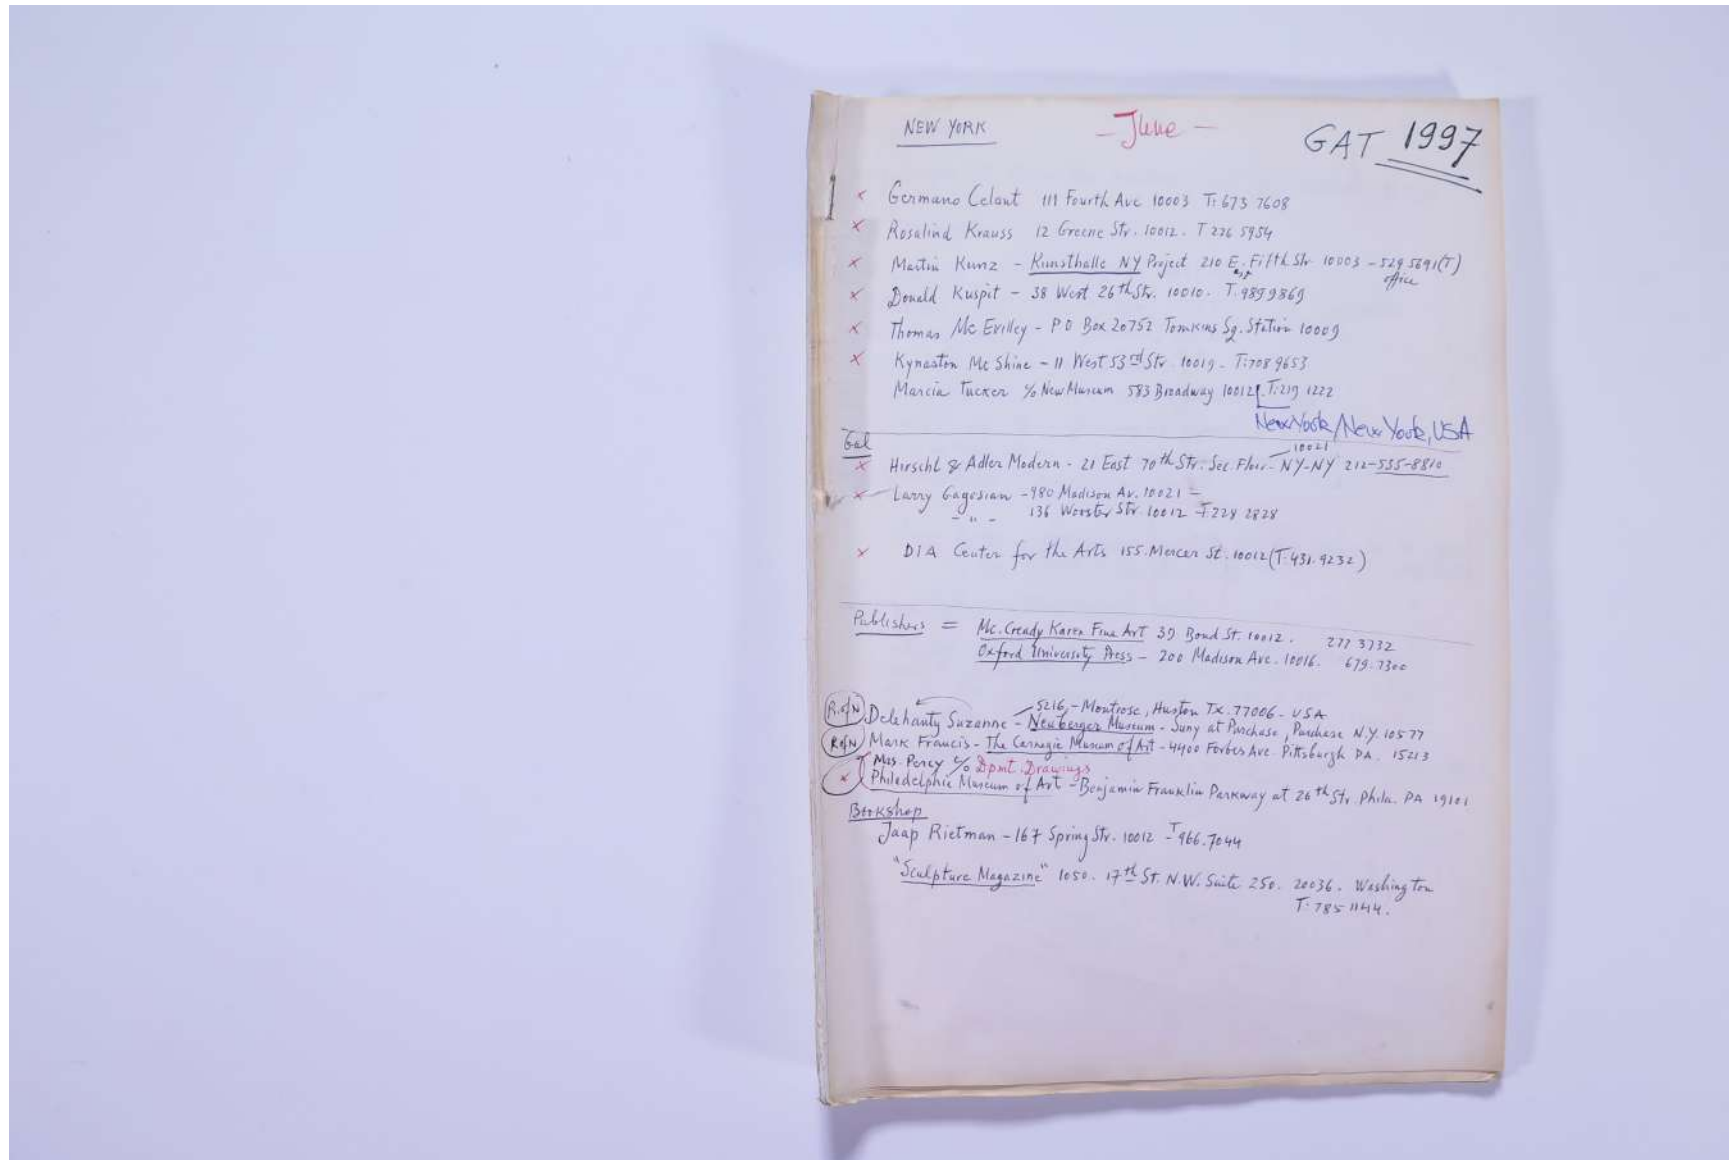 NEW YORK - June - GAT 1997
x Germano Celant 111 Fourth Ave 10003 T: 673 7608
x Rosalind Krauss 12 Greene Str. 10012. T 226 5954
x Martin Kunz - Kunsthalle NY Project 210 E. Fifth Str 10003 - 529 5691(T)
est office
x Donald Kuspit - 38 West 26th Str. 10010. T. 9899869
x Thomas Mc Evilley - P O Box 20752 Tomkins Sq. Station 10009
x Kynaston Mc Shine - 11 West 53rd Str 10019 - T: 708 9653
Marcia Tucker c/o New Museum 583 Broadway 10012 T: 219 1222
New York/New York, USA
Gal
10021
x Hirschl & Adler Modern - 21 East 70th Str. Sec. Floor - NY-NY 212-535-8810
x Larry Gagosian - 980 Madison Av. 10021 -
- " - 136 Wooster Str. 10012 - T 228 2828
x DIA Center for the Arts 155. Mercer St. 10012 (T. 431. 9232)
Publishers = Mc. Cready Karen Fine Art 39 Bond St. 10012. 277 3732
Oxford University Press - 200 Madison Ave. 10016. 679. 7300
5216 - Montrose, Huston Tx. 77006 - USA
R.ofN Delehanty Suzanne - Neuberger Museum - Suny at Purchase, Purchase N.Y. 10577
RofN Mark Francis - The Carnegie Museum of Art - 4400 Forbes Ave. Pittsburgh PA. 15213
Mrs. Percy c/o Dpmt. Drawings
x Philadelphia Museum of Art - Benjamin Franklin Parkway at 26th Str. Phila. PA 19101
Bookshop
Jaap Rietman - 167 Spring Str. 10012 - T 966. 7044
"Sculpture Magazine" 1050. 17th St. N.W. Suite 250. 20036. Washington
T. 785 1144.